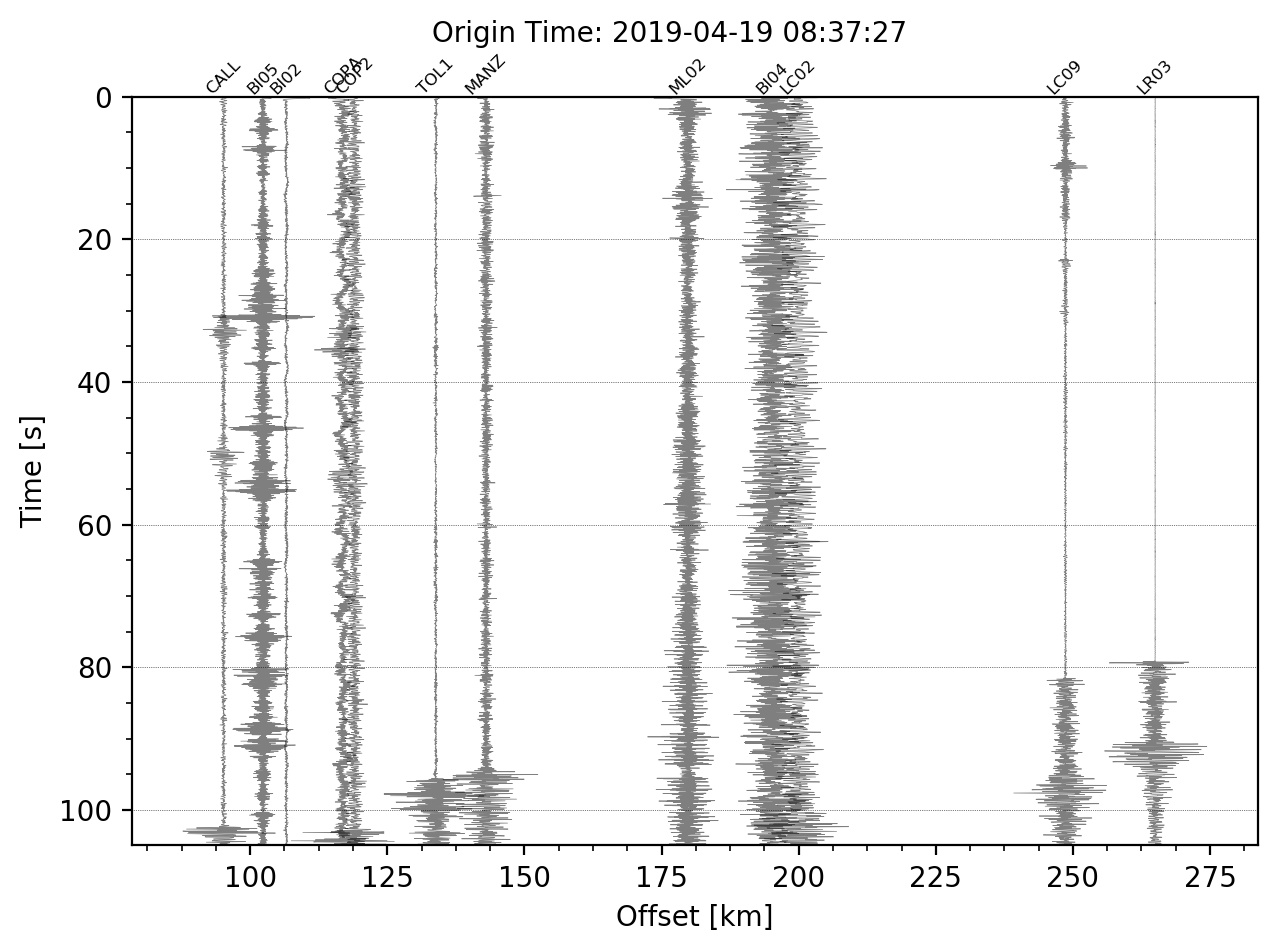 Origin Time: 2019-04-19 08:37:27
CALL BI05 BI02 COPA COP2 TOL1 MANZ ML02 BI04 LC02 LC09 LR03
0
20
40
60
80
100
Time [s]
100 125 150 175 200 225 250 275
Offset [km]